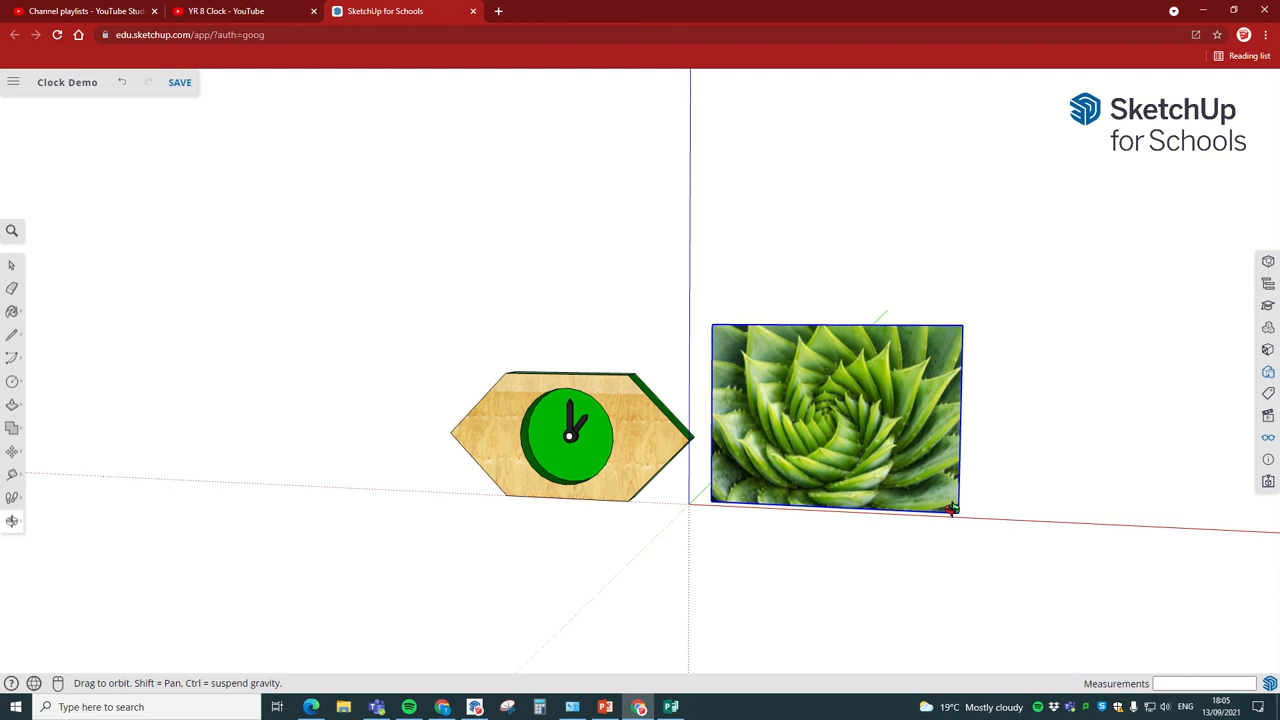 Channel playlists - YouTube Stud
YR 8 Clock - YouTube
SketchUp for Schools
edu.sketchup.com/app/?auth=goog
Reading list
Clock Demo
SAVE
SketchUp
for Schools
Drag to orbit. Shift = Pan, Ctrl = suspend gravity.
Measurements
Type here to search
19°C Mostly cloudy
ENG
18:05
13/09/2021